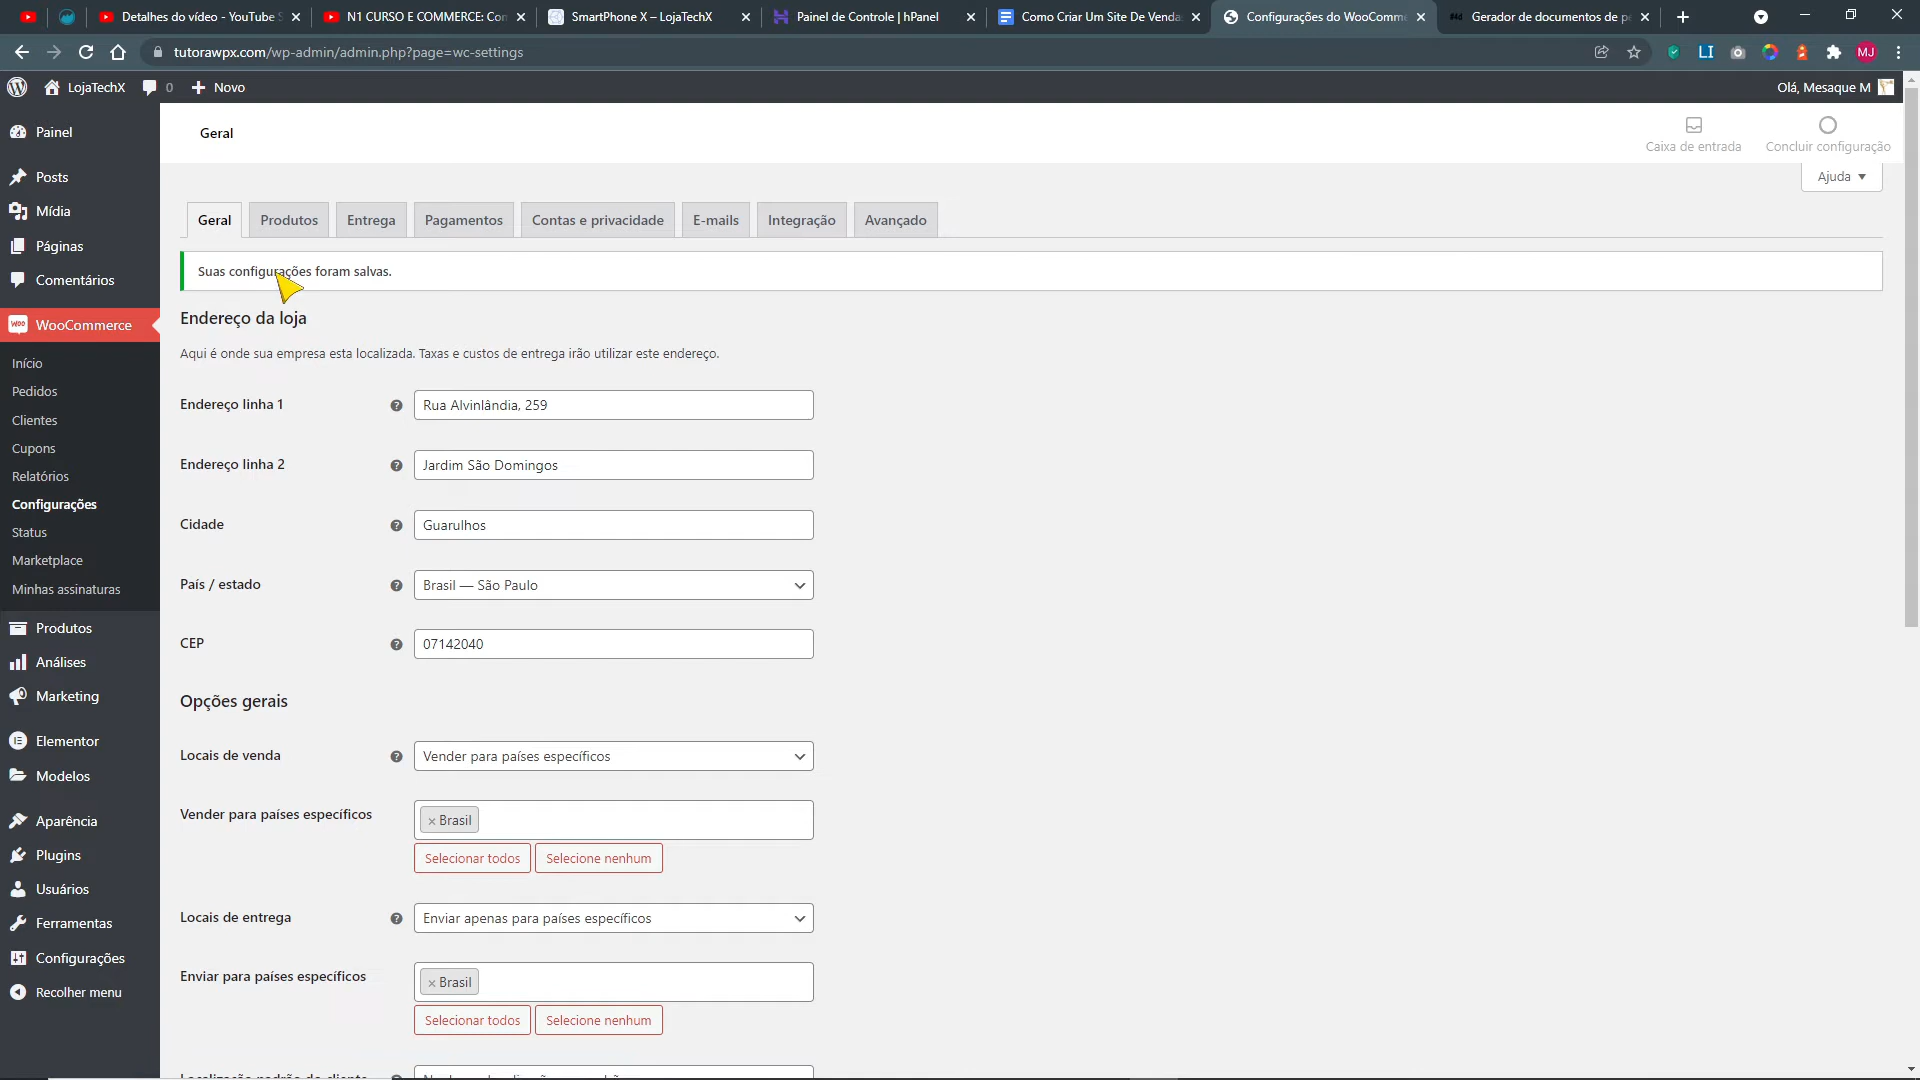 Detalhes do vídeo - YouTube S
N1 CURSO E COMMERCE: Con
SmartPhone X – LojaTechX
Painel de Controle | hPanel
Como Criar Um Site De Venda
Configurações do WooComme
Gerador de documentos de pe
tutorawpx.com/wp-admin/admin.php?page=wc-settings
LI
MJ
LojaTechX
0
Novo
Olá, Mesaque M
Painel
Posts
Mídia
Páginas
Comentários
WooCommerce
Início
Pedidos
Clientes
Cupons
Relatórios
Configurações
Status
Marketplace
Minhas assinaturas
Produtos
Análises
Marketing
Elementor
Modelos
Aparência
Plugins
Usuários
Ferramentas
Configurações
Recolher menu
Geral
Caixa de entrada
Concluir configuração
Ajuda
Geral
Produtos
Entrega
Pagamentos
Contas e privacidade
E-mails
Integração
Avançado
Suas configurações foram salvas.
Endereço da loja
Aqui é onde sua empresa esta localizada. Taxas e custos de entrega irão utilizar este endereço.
Endereço linha 1
Rua Alvinlândia, 259
Endereço linha 2
Jardim São Domingos
Cidade
Guarulhos
País / estado
Brasil — São Paulo
CEP
07142040
Opções gerais
Locais de venda
Vender para países específicos
Vender para países específicos
× Brasil
Selecionar todos
Selecione nenhum
Locais de entrega
Enviar apenas para países específicos
Enviar para países específicos
× Brasil
Selecionar todos
Selecione nenhum